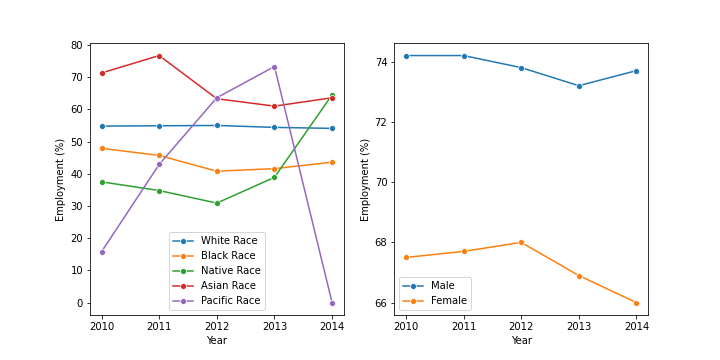 80
70
60
50
40
30
20
10
0
Employment (%)
White Race
Black Race
Native Race
Asian Race
Pacific Race
2010 2011 2012 2013 2014
Year
74
72
70
68
66
Employment (%)
Male
Female
2010 2011 2012 2013 2014
Year